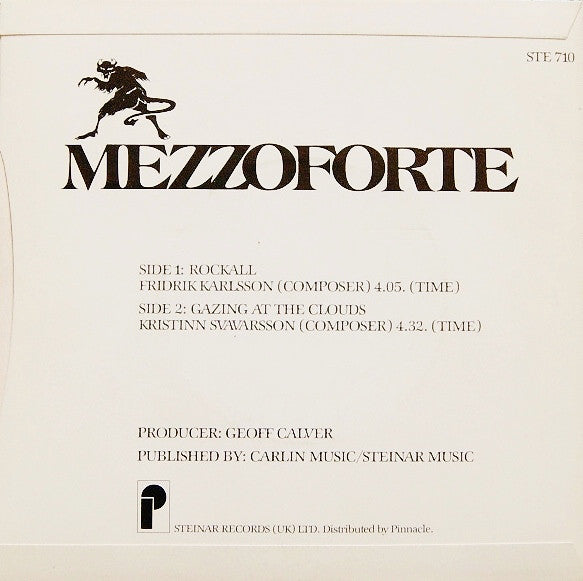 STE 710
MEZZOFORTE
SIDE 1: ROCKALL
FRIDRIK KARLSSON (COMPOSER) 4.05. (TIME)
SIDE 2: GAZING AT THE CLOUDS
KRISTINN SVAVARSSON (COMPOSER) 4.32. (TIME)
PRODUCER: GEOFF CALVER
PUBLISHED BY: CARLIN MUSIC/STEINAR MUSIC
P
STEINAR RECORDS (UK) LTD. Distributed by Pinnacle.